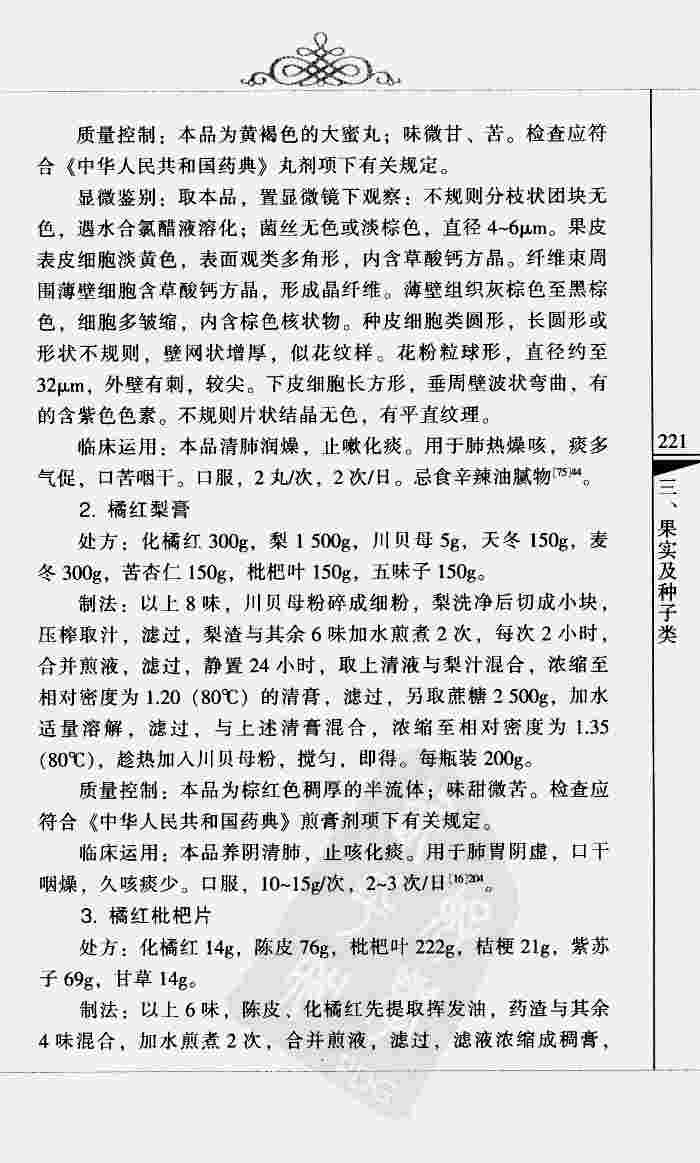 质量控制：本品为黄褐色的大蜜丸；味微甘、苦。检查应符
合《中华人民共和国药典》丸剂项下有关规定。
显微鉴别：取本品，置显微镜下观察：不规则分枝状团块无
色，遇水合氯醛液溶化；菌丝无色或淡棕色，直径 4~6μm。果皮
表皮细胞淡黄色，表面观类多角形，内含草酸钙方晶。纤维束周
围薄壁细胞含草酸钙方晶，形成晶纤维。薄壁组织灰棕色至黑棕
色，细胞多皱缩，内含棕色核状物。种皮细胞类圆形，长圆形或
形状不规则，壁网状增厚，似花纹样。花粉粒球形，直径约至
32μm，外壁有刺，较尖。下皮细胞长方形，垂周壁波状弯曲，有
的含紫色色素。不规则片状结晶无色，有平直纹理。
临床运用：本品清肺润燥，止嗽化痰。用于肺热燥咳，痰多
气促，口苦咽干。口服，2 丸/次，2 次/日。忌食辛辣油腻物[75]44。
2. 橘红梨膏
处方：化橘红 300g，梨 1 500g，川贝母 5g，天冬 150g，麦
冬 300g，苦杏仁 150g，枇杷叶 150g，五味子 150g。
制法：以上 8 味，川贝母粉碎成细粉，梨洗净后切成小块，
压榨取汁，滤过，梨渣与其余 6 味加水煎煮 2 次，每次 2 小时，
合并煎液，滤过，静置 24 小时，取上清液与梨汁混合，浓缩至
相对密度为 1.20（80℃）的清膏，滤过，另取蔗糖 2 500g，加水
适量溶解，滤过，与上述清膏混合，浓缩至相对密度为 1.35
(80℃)，趁热加入川贝母粉，搅匀，即得。每瓶装 200g。
质量控制：本品为棕红色稠厚的半流体；味甜微苦。检查应
符合《中华人民共和国药典》煎膏剂项下有关规定。
临床运用：本品养阴清肺，止咳化痰。用于肺胃阴虚，口干
咽燥，久咳痰少。口服，10~15g/次，2~3 次/日[16]204。
3. 橘红枇杷片
处方：化橘红 14g，陈皮 76g，枇杷叶 222g，桔梗 21g，紫苏
子 69g，甘草 14g。
制法：以上 6 味，陈皮、化橘红先提取挥发油，药渣与其余
4 味混合，加水煎煮 2 次，合并煎液，滤过，滤液浓缩成稠膏，
221
三、果实及种子类